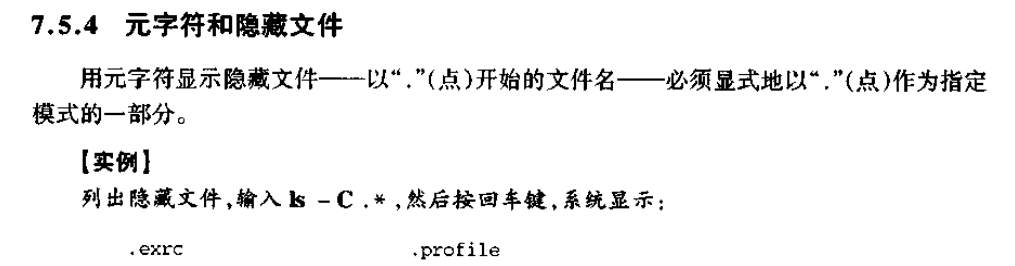 7.5.4 元字符和隐藏文件
用元字符显示隐藏文件——以“.”(点)开始的文件名——必须显式地以“.”(点)作为指定
模式的一部分。
【实例】
列出隐藏文件,输入 ls -C .* ,然后按回车键,系统显示:
.exrc .profile